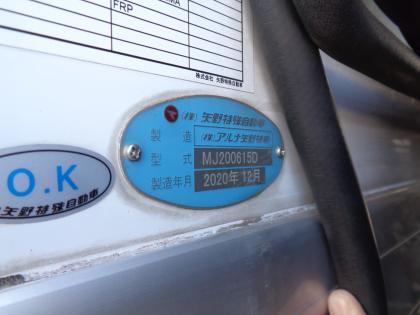 FRP
株式会社 矢野特殊自動車
(株)矢野特殊自動車
製造 (株)アルナ矢野特車
型式 MJ200615D
製造年月 2020年 12月
O.K
矢野特殊自動車